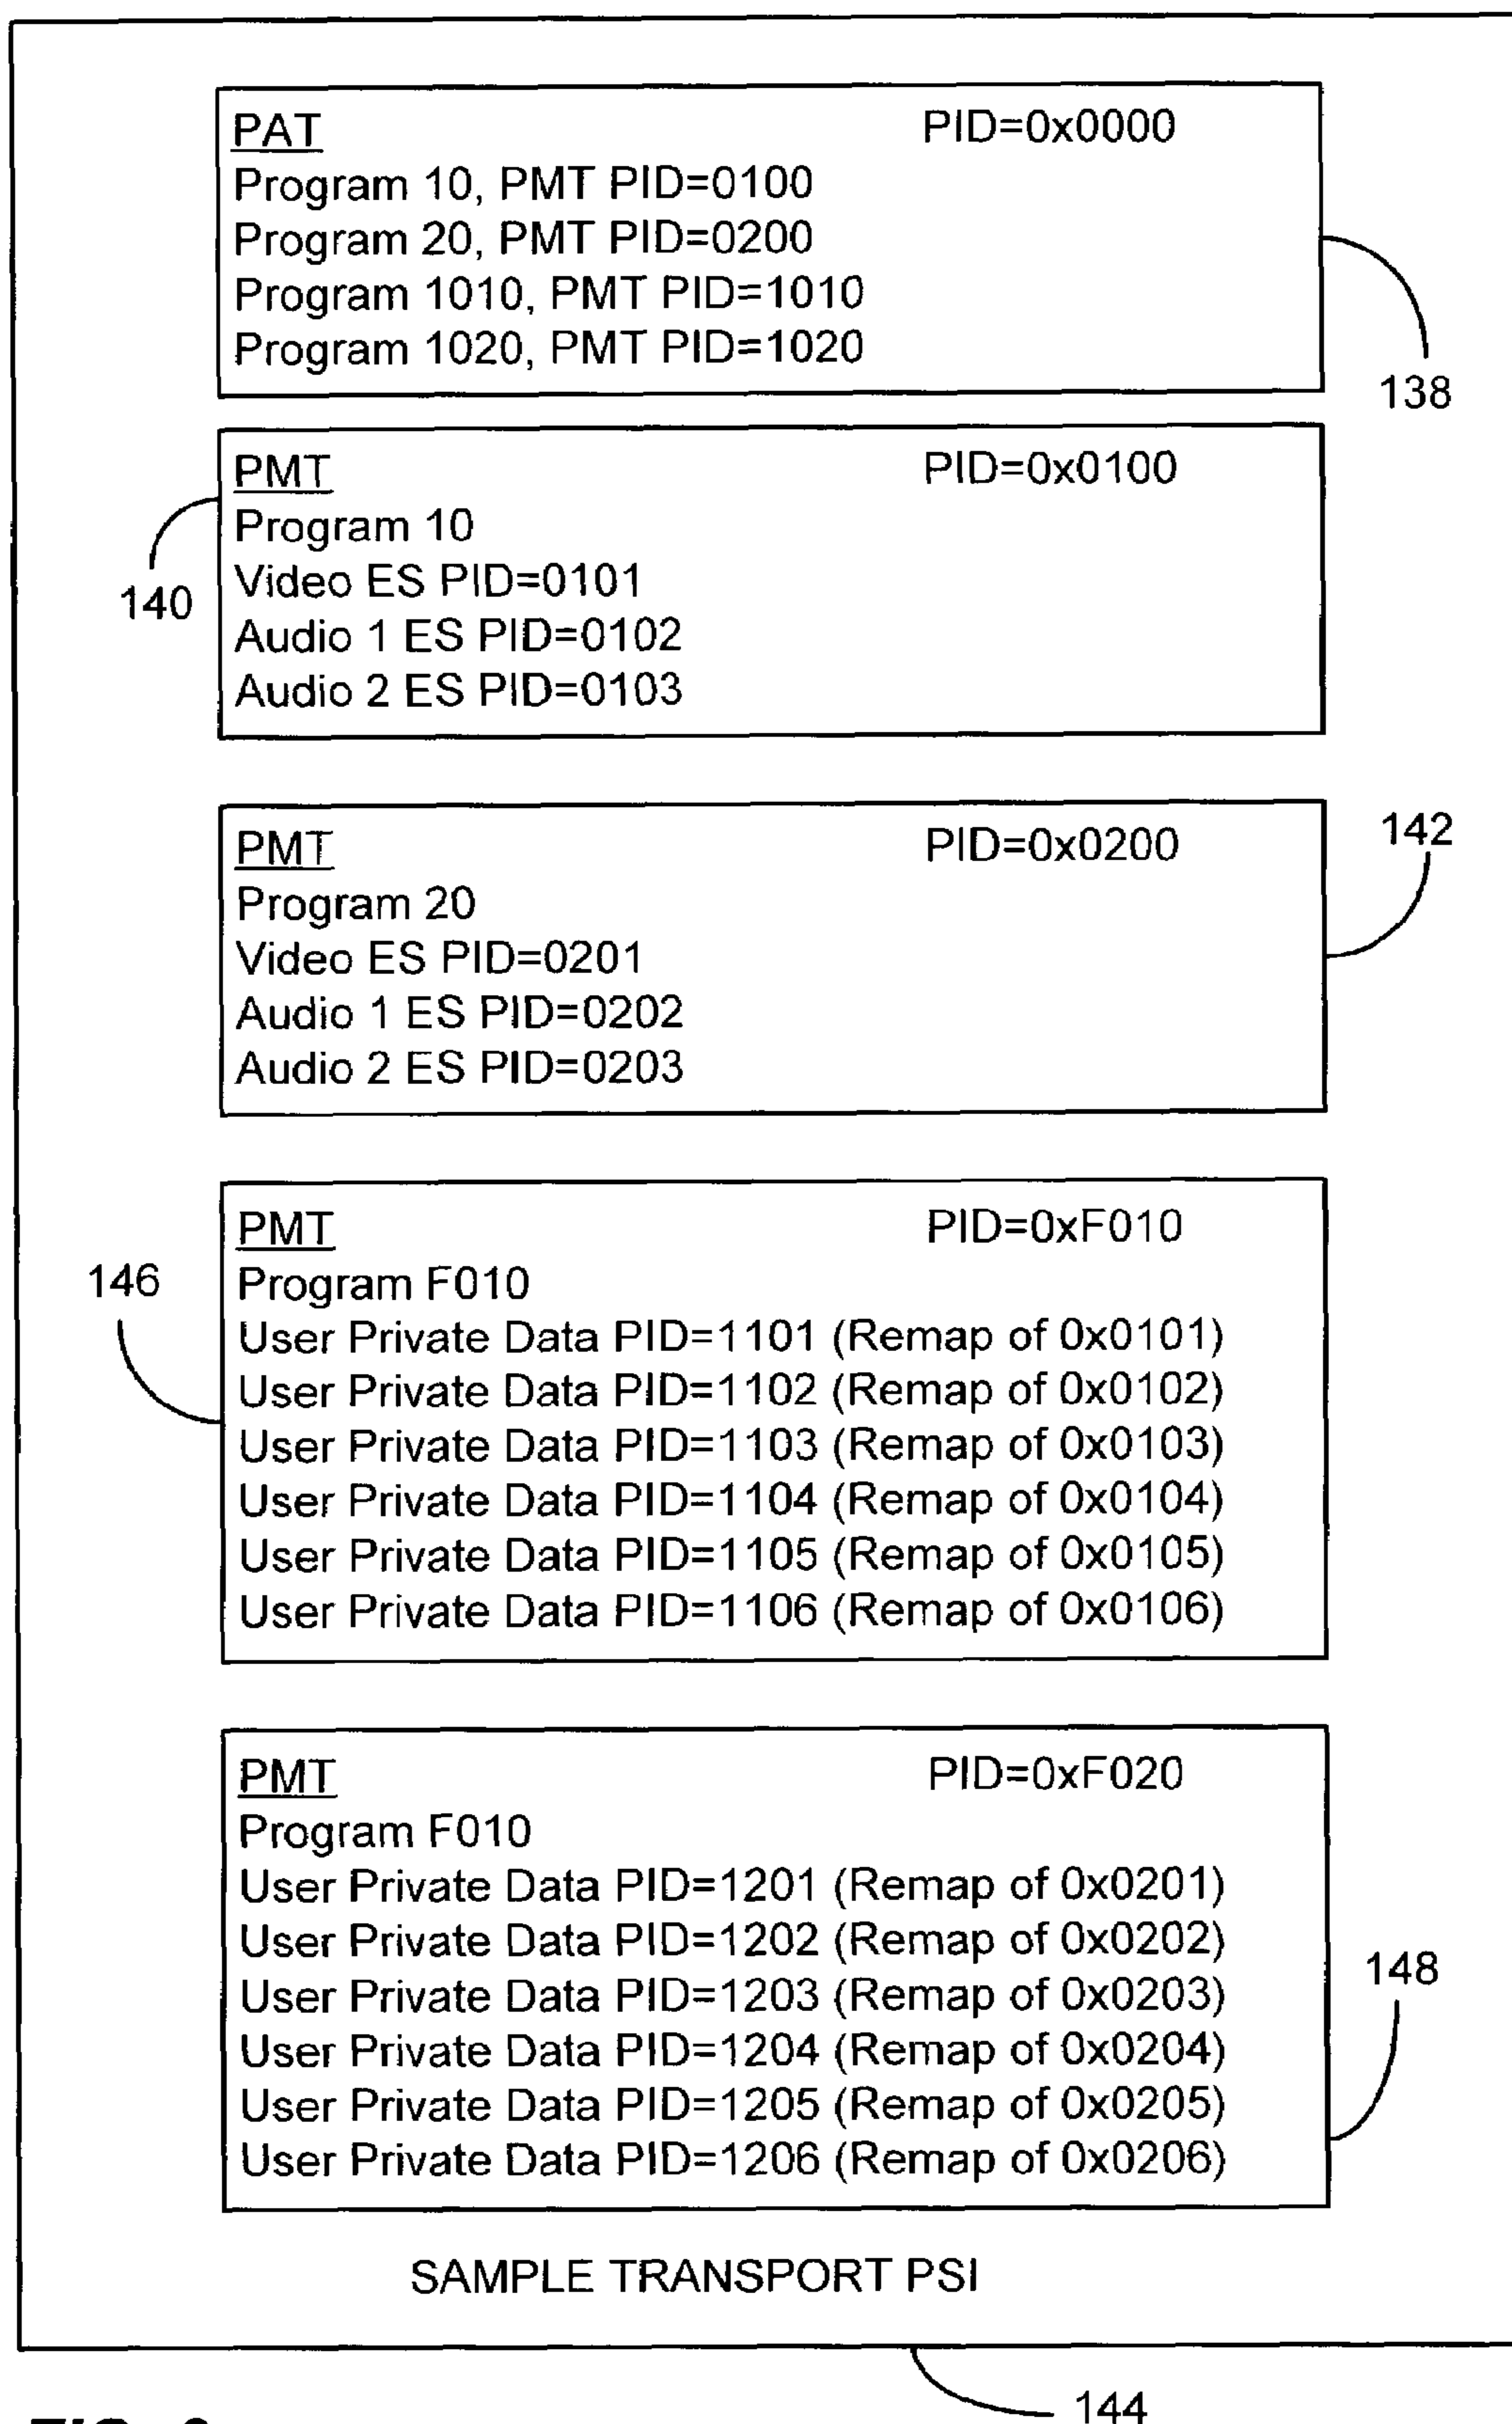 PAT PID=0x0000
Program 10, PMT PID=0100
Program 20, PMT PID=0200
Program 1010, PMT PID=1010
Program 1020, PMT PID=1020
138
PMT PID=0x0100
Program 10
Video ES PID=0101
140
Audio 1 ES PID=0102
Audio 2 ES PID=0103
PMT PID=0x0200
142
Program 20
Video ES PID=0201
Audio 1 ES PID=0202
Audio 2 ES PID=0203
PMT PID=0xF010
146
Program F010
User Private Data PID=1101 (Remap of 0x0101)
User Private Data PID=1102 (Remap of 0x0102)
User Private Data PID=1103 (Remap of 0x0103)
User Private Data PID=1104 (Remap of 0x0104)
User Private Data PID=1105 (Remap of 0x0105)
User Private Data PID=1106 (Remap of 0x0106)
PMT PID=0xF020
Program F010
User Private Data PID=1201 (Remap of 0x0201)
User Private Data PID=1202 (Remap of 0x0202)
148
User Private Data PID=1203 (Remap of 0x0203)
User Private Data PID=1204 (Remap of 0x0204)
User Private Data PID=1205 (Remap of 0x0205)
User Private Data PID=1206 (Remap of 0x0206)
SAMPLE TRANSPORT PSI
144